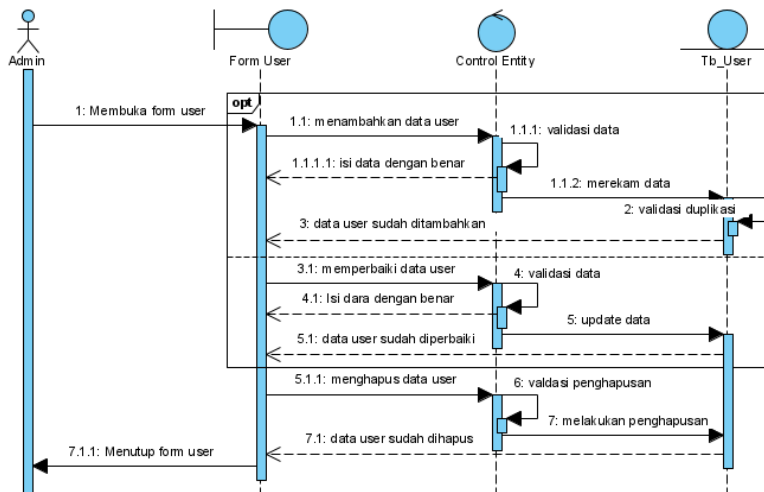 Admin
Form User
Control Entity
Tb_User
opt
1: Membuka form user
1.1: menambahkan data user
1.1.1: validasi data
1.1.1.1: isi data dengan benar
1.1.2: merekam data
2: validasi duplikasi
3: data user sudah ditambahkan
3.1: memperbaiki data user
4: validasi data
4.1: Isi dara dengan benar
5: update data
5.1: data user sudah diperbaiki
5.1.1: menghapus data user
6: valdasi penghapusan
7: melakukan penghapusan
7.1: data user sudah dihapus
7.1.1: Menutup form user